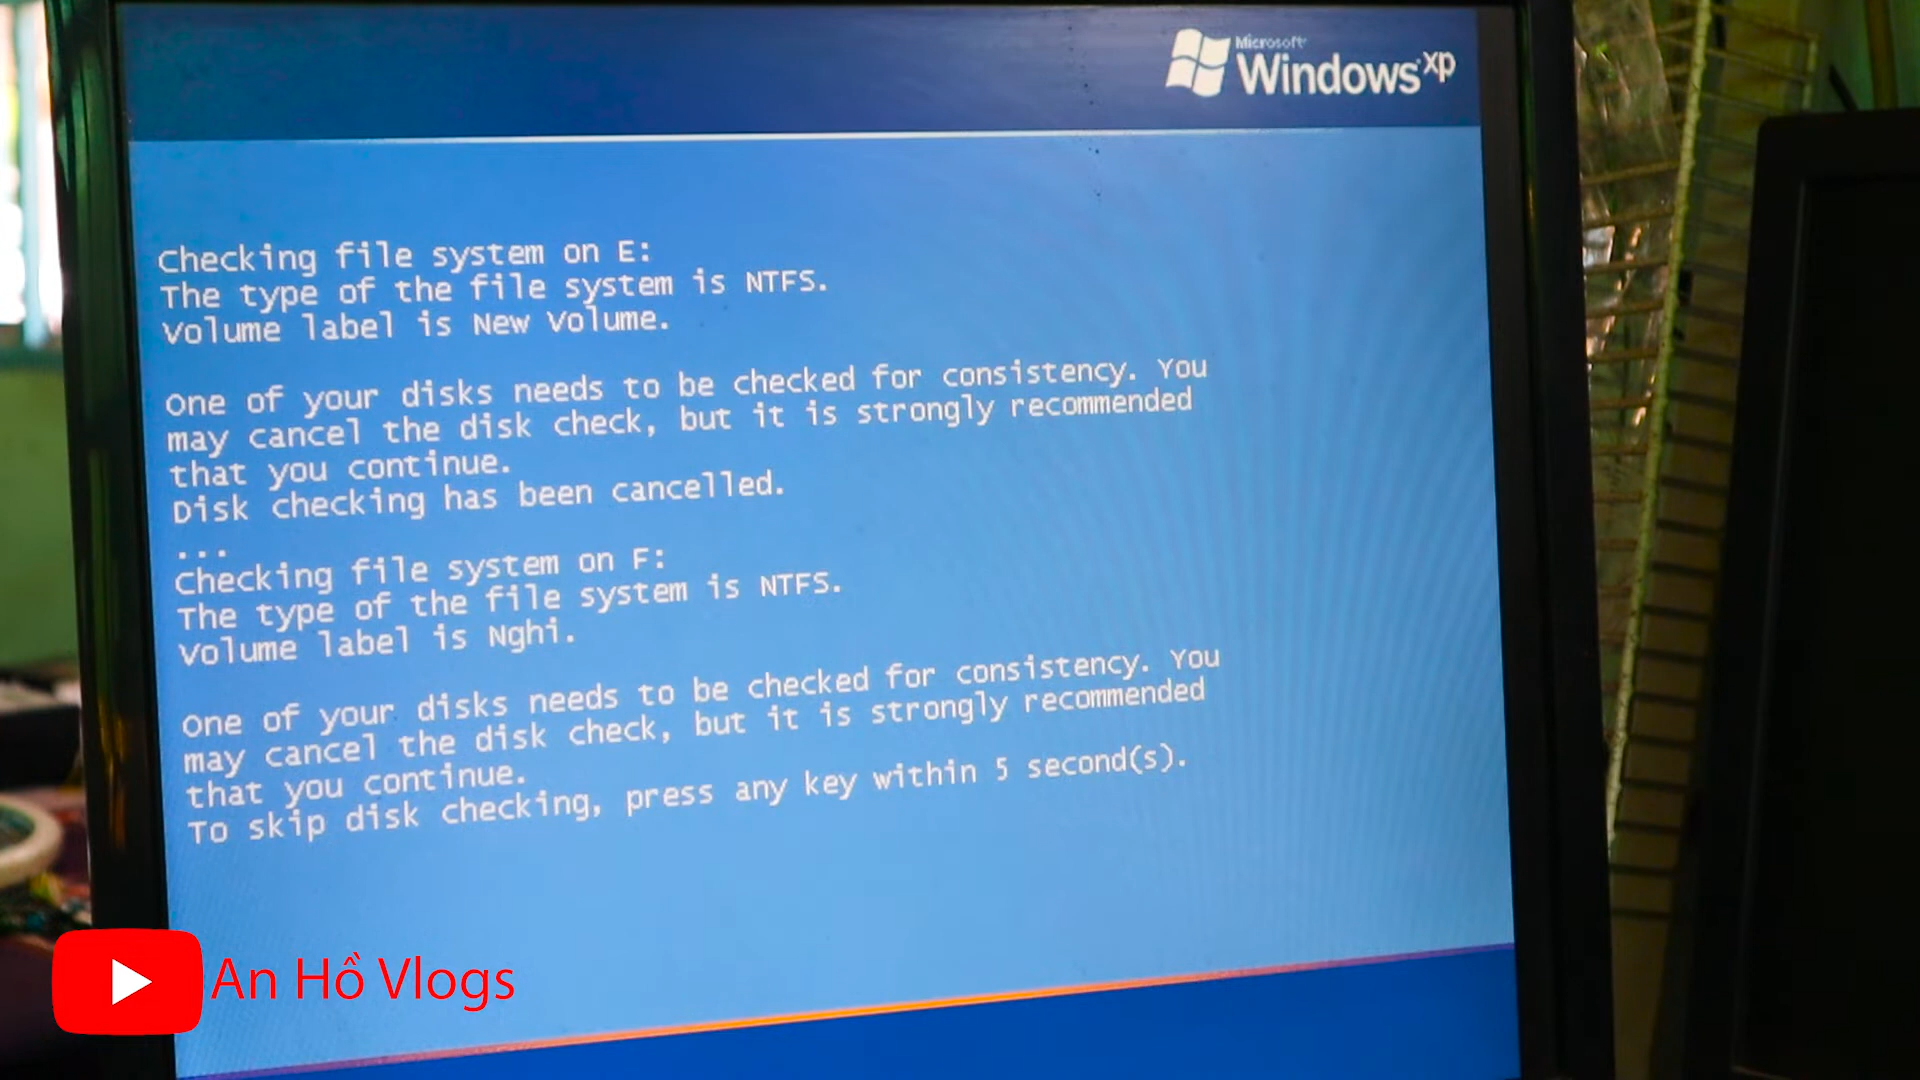 Microsoft
Windows xp
Checking file system on E:
The type of the file system is NTFS.
Volume label is New Volume.
One of your disks needs to be checked for consistency. You
may cancel the disk check, but it is strongly recommended
that you continue.
Disk checking has been cancelled.
...
Checking file system on F:
The type of the file system is NTFS.
Volume label is Nghi.
One of your disks needs to be checked for consistency. You
may cancel the disk check, but it is strongly recommended
that you continue.
To skip disk checking, press any key within 5 second(s).
An Hồ Vlogs